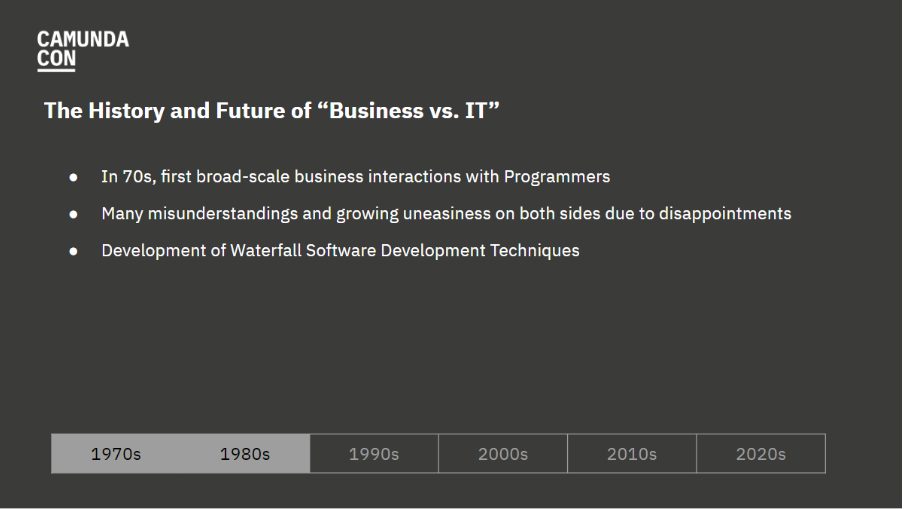 CAMUNDA
CON
The History and Future of “Business vs. IT”
● In 70s, first broad-scale business interactions with Programmers
● Many misunderstandings and growing uneasiness on both sides due to disappointments
● Development of Waterfall Software Development Techniques
1970s 1980s 1990s 2000s 2010s 2020s